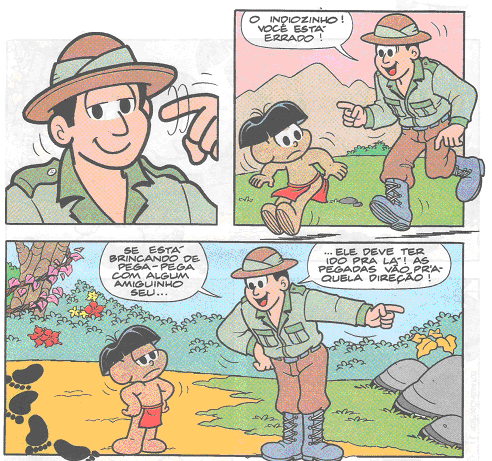 O INDIOZINHO!
VOCÊ ESTÁ
ERRADO!
SE ESTÁ
BRINCANDO DE
PEGA-PEGA
COM ALGUM
AMIGUINHO
SEU...
...ELE DEVE TER
IDO PRA LÁ! AS
PEGADAS VÃO PR'A-
QUELA DIREÇÃO!